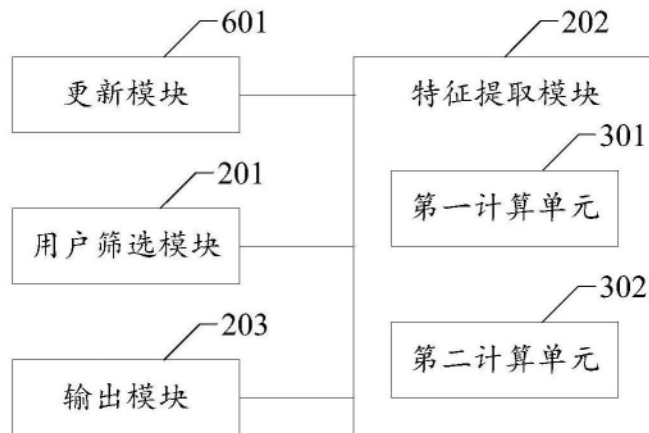 601
更新模块
201
用户筛选模块
203
输出模块
202
特征提取模块
301
第一计算单元
302
第二计算单元